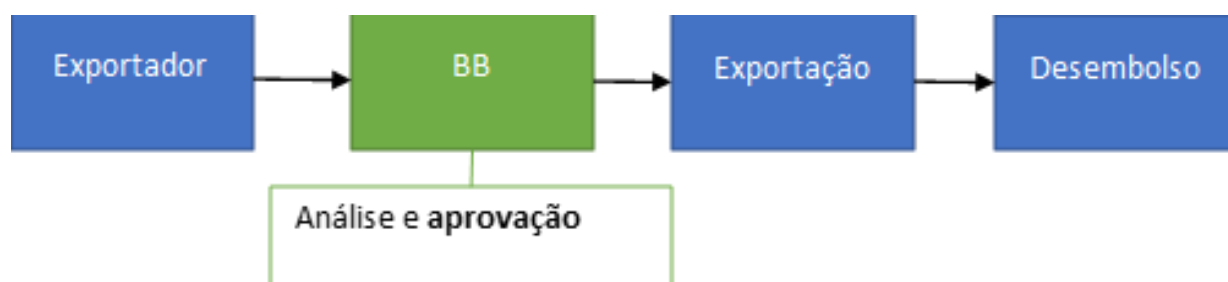 Exportador
BB
Exportação
Desembolso
Análise e aprovação